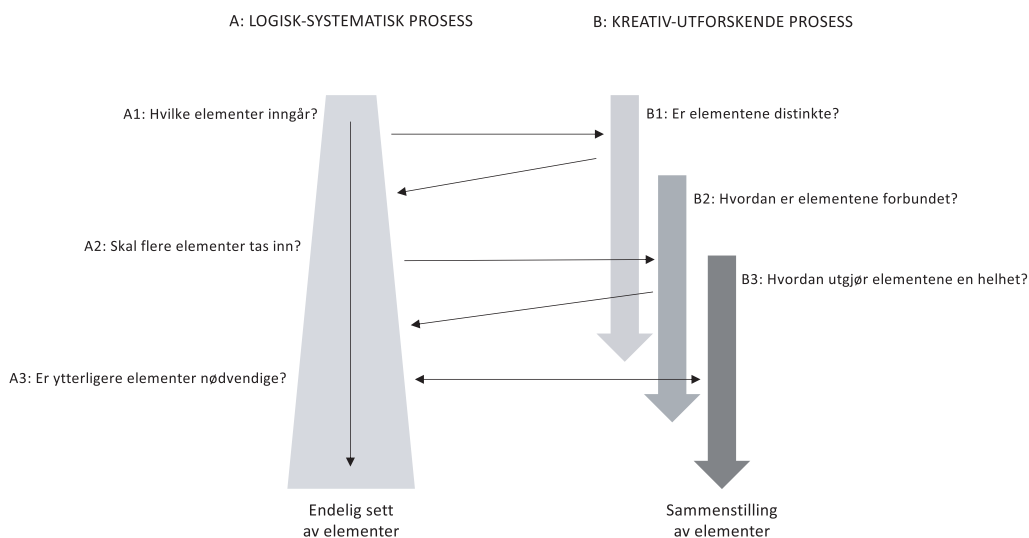 A: LOGISK-SYSTEMATISK PROSESS
B: KREATIV-UTFORSKENDE PROSESS
A1: Hvilke elementer inngår?
B1: Er elementene distinkte?
B2: Hvordan er elementene forbundet?
A2: Skal flere elementer tas inn?
B3: Hvordan utgjør elementene en helhet?
A3: Er ytterligere elementer nødvendige?
Endelig sett
av elementer
Sammenstilling
av elementer